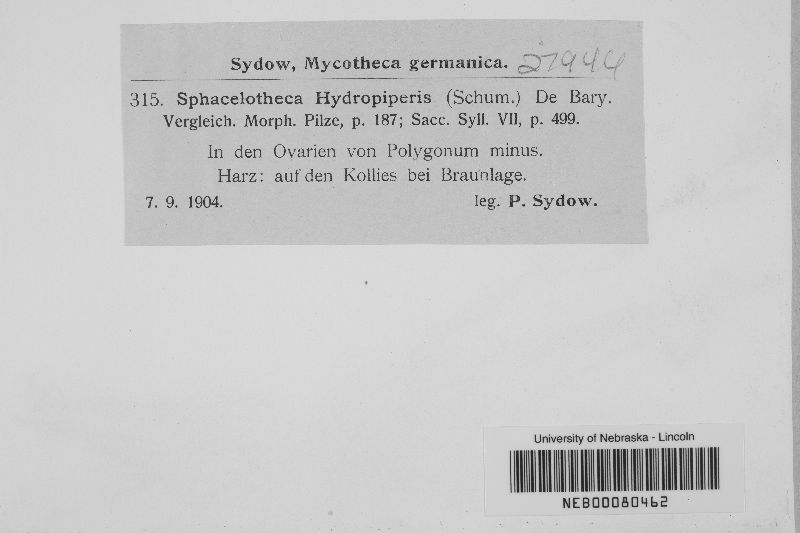 Sydow, Mycotheca germanica. 27944
315. Sphacelotheca Hydropiperis (Schum.) De Bary.
Vergleich. Morph. Pilze, p. 187; Sacc. Syll. VII, p. 499.
In den Ovarien von Polygonum minus.
Harz: auf den Kollies bei Braunlage.
7. 9. 1904. leg. P. Sydow.
University of Nebraska - Lincoln
NEB00080462